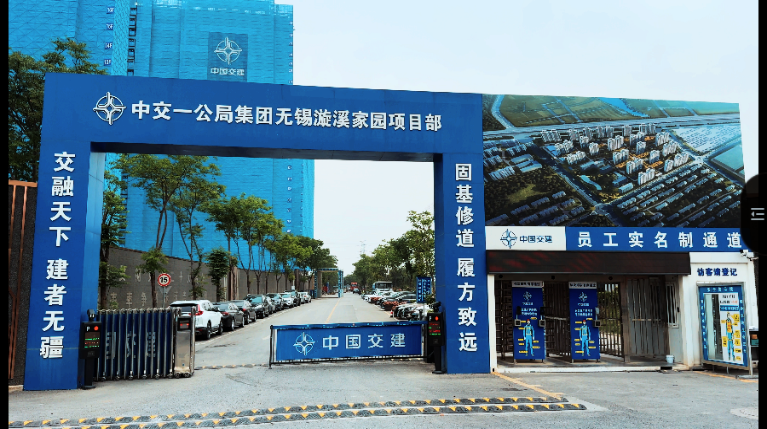 中国交建
中交一公局集团无锡漩溪家园项目部
交融天下 建者无疆
固基修道 履方致远
中国交建
员工实名制通道
访客请登记
15
中国交建